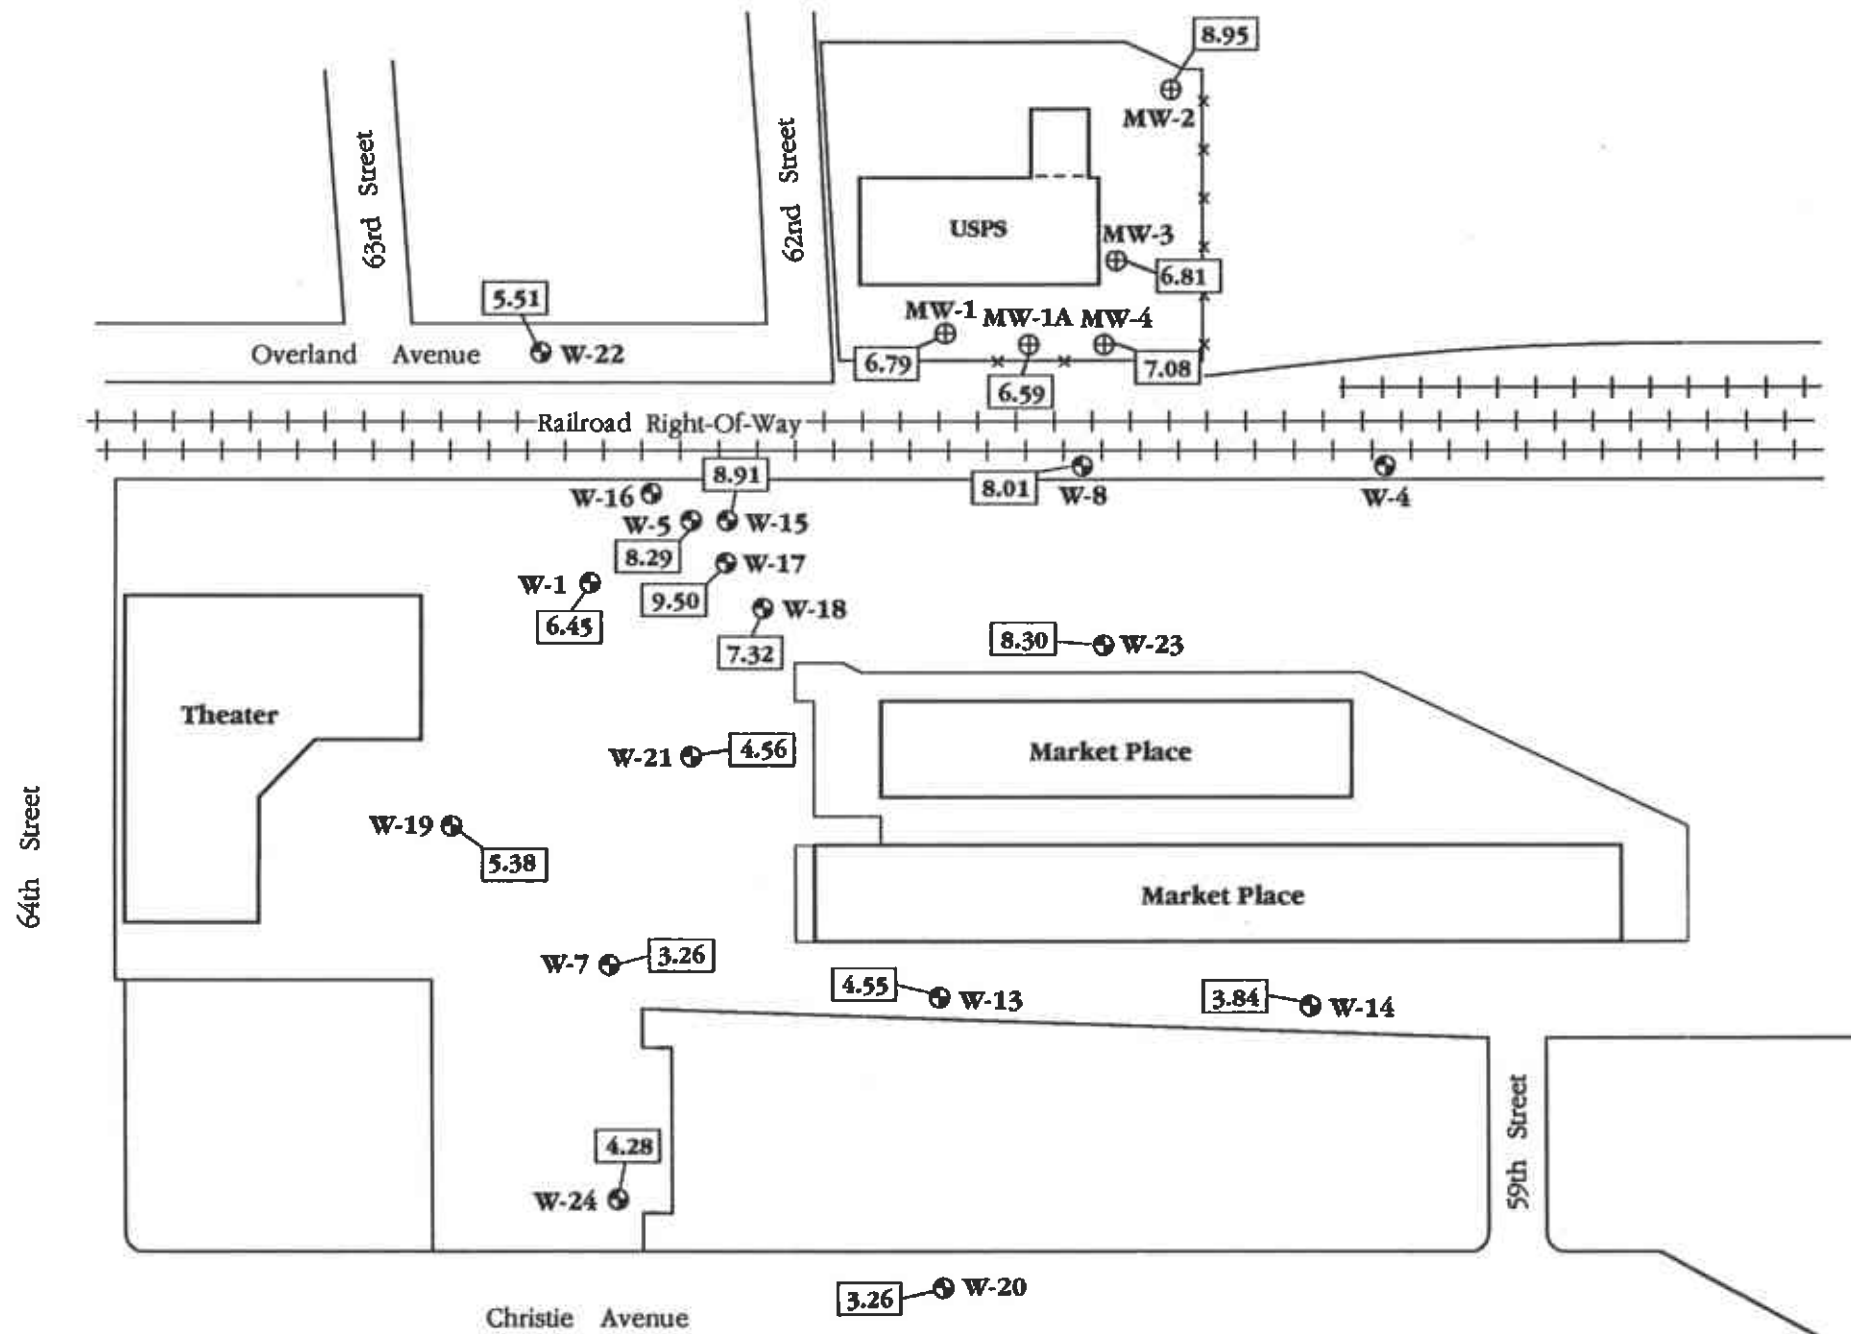 8.95
MW-2
63rd Street
62nd Street
USPS
MW-3
6.81
5.51
MW-1
MW-1A
MW-4
Overland Avenue
W-22
6.79
7.08
6.59
Railroad Right-Of-Way
8.91
8.01
W-8
W-4
W-16
W-5
W-15
8.29
W-17
W-1
9.50
W-18
6.45
7.32
8.30
W-23
Theater
W-21
4.56
Market Place
W-19
5.38
64th Street
Market Place
W-7
3.26
4.55
W-13
3.84
W-14
59th Street
4.28
W-24
W-20
3.26
Christie Avenue